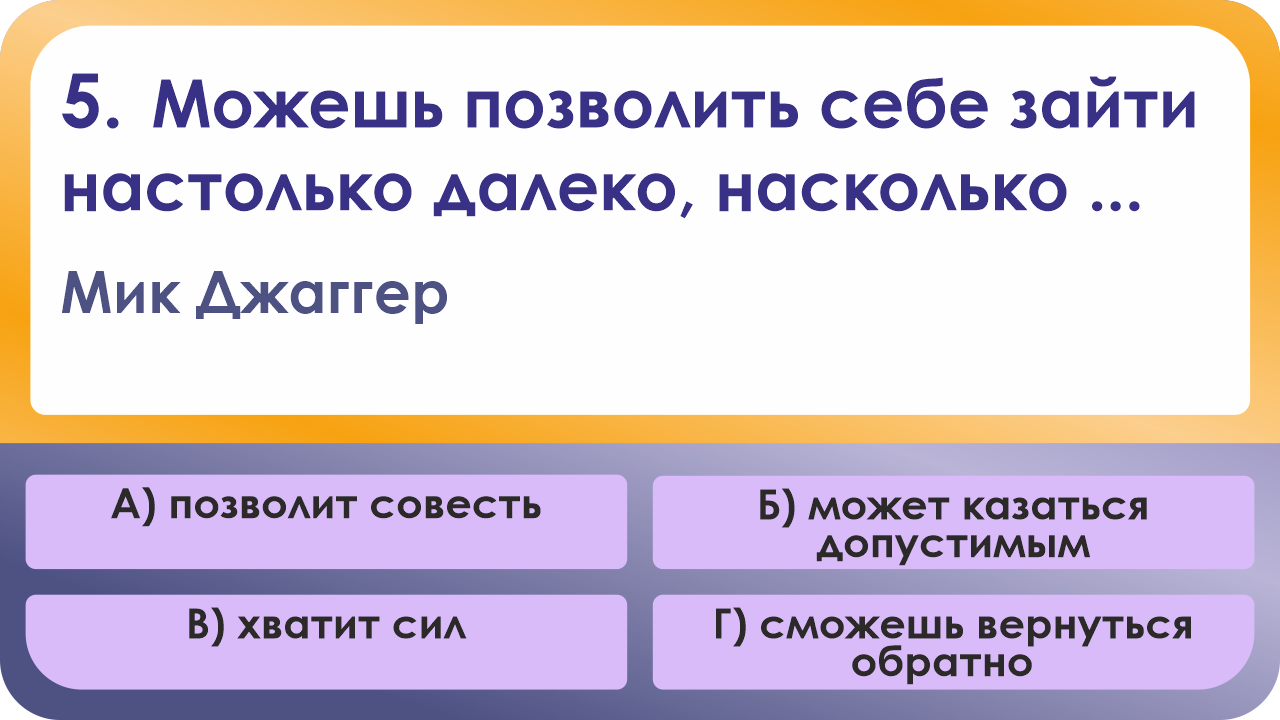 5. Можешь позволить себе зайти
настолько далеко, насколько ...
Мик Джаггер
А) позволит совесть
Б) может казаться
допустимым
В) хватит сил
Г) сможешь вернуться
обратно